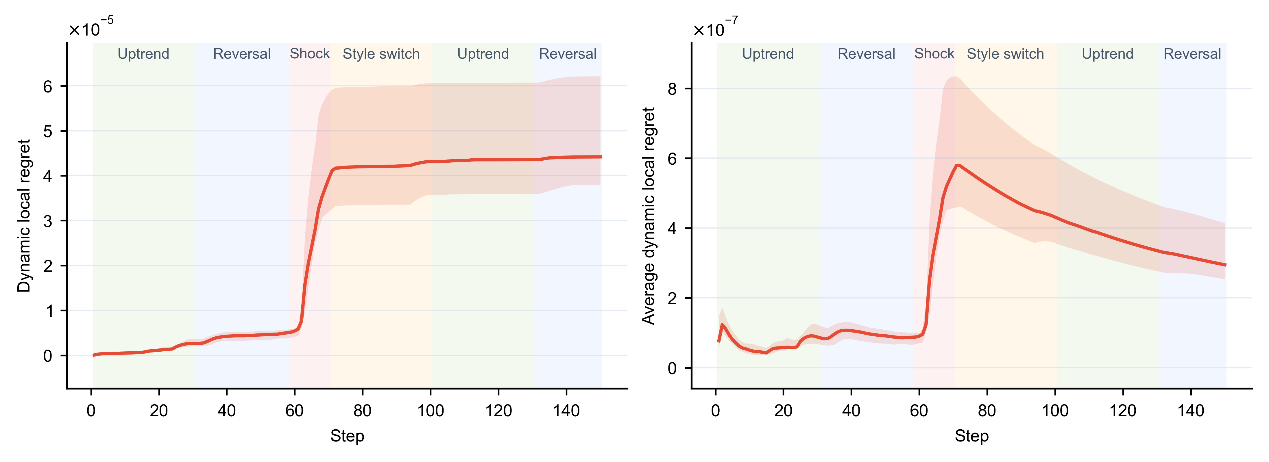 ×10⁻⁵
Uptrend Reversal Shock Style switch Uptrend Reversal
6
5
4
3
2
1
0
Dynamic local regret
0 20 40 60 80 100 120 140
Step
×10⁻⁷
Uptrend Reversal Shock Style switch Uptrend Reversal
8
6
4
2
0
Average dynamic local regret
0 20 40 60 80 100 120 140
Step